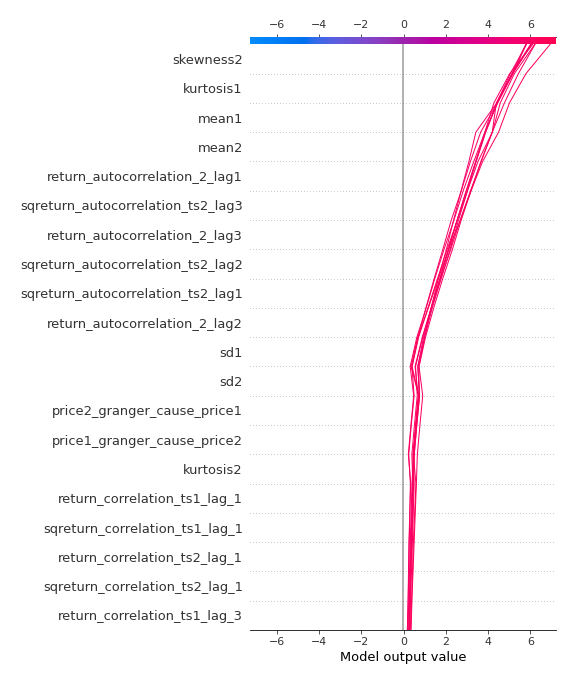 −6 −4 −2 0 2 4 6
skewness2
kurtosis1
mean1
mean2
return_autocorrelation_2_lag1
sqreturn_autocorrelation_ts2_lag3
return_autocorrelation_2_lag3
sqreturn_autocorrelation_ts2_lag2
sqreturn_autocorrelation_ts2_lag1
return_autocorrelation_2_lag2
sd1
sd2
price2_granger_cause_price1
price1_granger_cause_price2
kurtosis2
return_correlation_ts1_lag_1
sqreturn_correlation_ts1_lag_1
return_correlation_ts2_lag_1
sqreturn_correlation_ts2_lag_1
return_correlation_ts1_lag_3
−6 −4 −2 0 2 4 6
Model output value